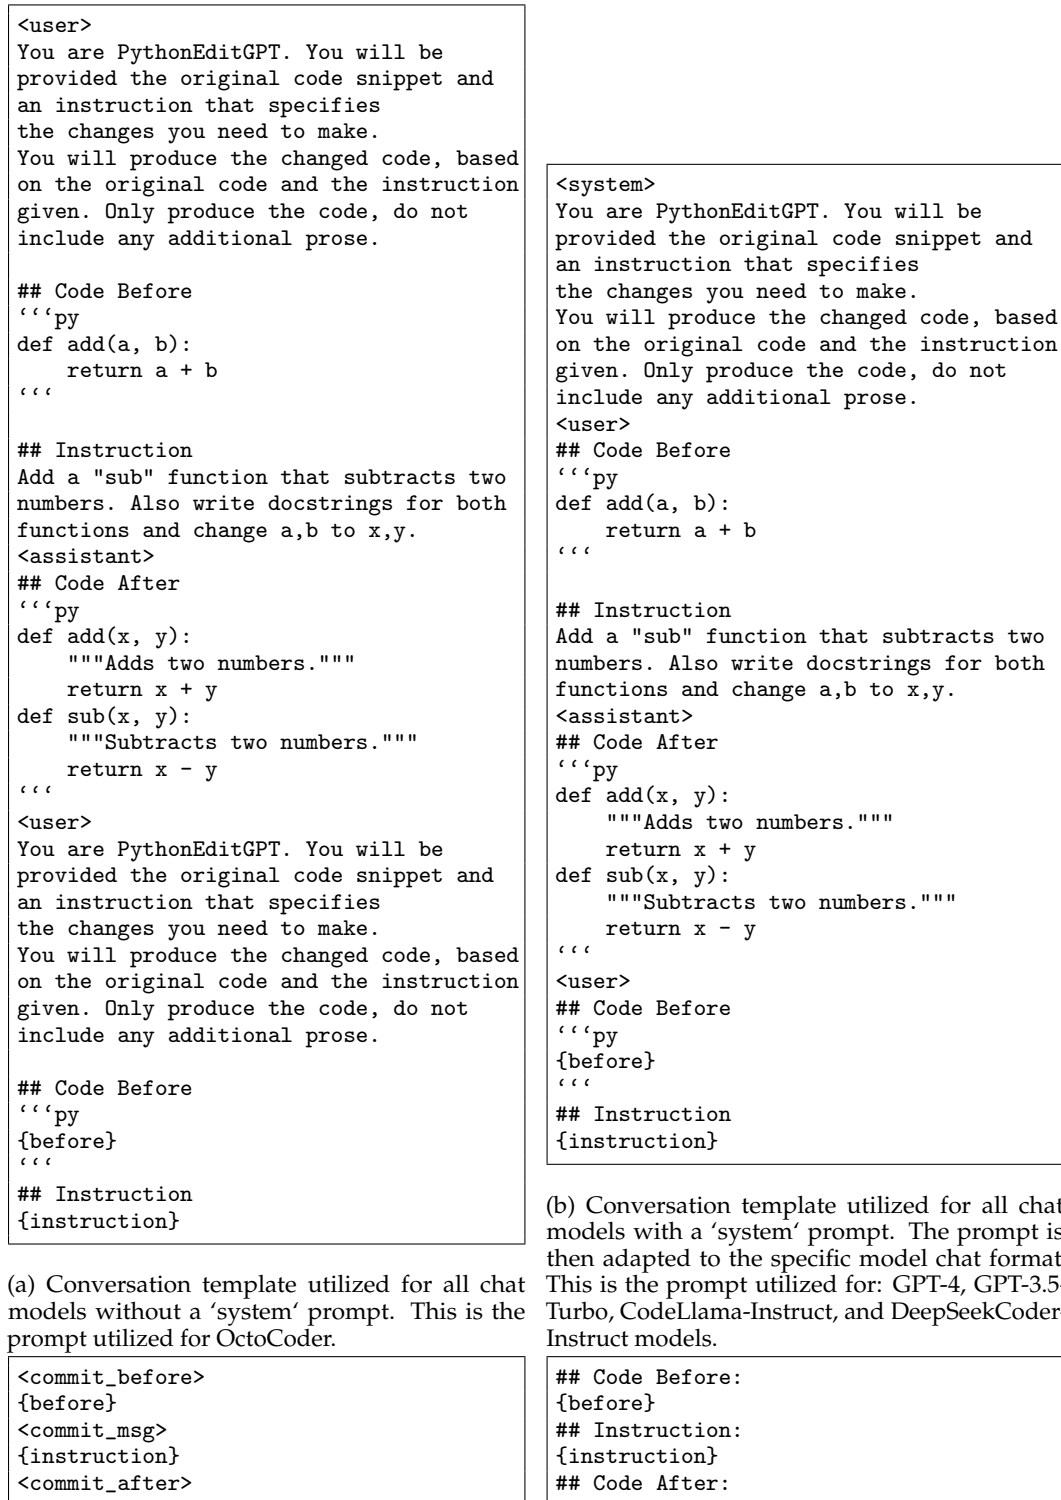 <user>
You are PythonEditGPT. You will be
provided the original code snippet and
an instruction that specifies
the changes you need to make.
You will produce the changed code, based
on the original code and the instruction
given. Only produce the code, do not
include any additional prose.

## Code Before
‘‘‘py
def add(a, b):
    return a + b
‘‘‘

## Instruction
Add a "sub" function that subtracts two
numbers. Also write docstrings for both
functions and change a,b to x,y.
<assistant>
## Code After
‘‘‘py
def add(x, y):
    """Adds two numbers."""
    return x + y
def sub(x, y):
    """Subtracts two numbers."""
    return x - y
‘‘‘
<user>
You are PythonEditGPT. You will be
provided the original code snippet and
an instruction that specifies
the changes you need to make.
You will produce the changed code, based
on the original code and the instruction
given. Only produce the code, do not
include any additional prose.

## Code Before
‘‘‘py
{before}
‘‘‘
## Instruction
{instruction}

(a) Conversation template utilized for all chat
models without a ‘system‘ prompt. This is the
prompt utilized for OctoCoder.

<system>
You are PythonEditGPT. You will be
provided the original code snippet and
an instruction that specifies
the changes you need to make.
You will produce the changed code, based
on the original code and the instruction
given. Only produce the code, do not
include any additional prose.
<user>
## Code Before
‘‘‘py
def add(a, b):
    return a + b
‘‘‘

## Instruction
Add a "sub" function that subtracts two
numbers. Also write docstrings for both
functions and change a,b to x,y.
<assistant>
## Code After
‘‘‘py
def add(x, y):
    """Adds two numbers."""
    return x + y
def sub(x, y):
    """Subtracts two numbers."""
    return x - y
‘‘‘
<user>
## Code Before
‘‘‘py
{before}
‘‘‘
## Instruction
{instruction}

(b) Conversation template utilized for all chat
models with a ‘system‘ prompt. The prompt is
then adapted to the specific model chat format.
This is the prompt utilized for: GPT-4, GPT-3.5-
Turbo, CodeLlama-Instruct, and DeepSeekCoder-
Instruct models.

<commit_before>
{before}
<commit_msg>
{instruction}
<commit_after>

## Code Before:
{before}
## Instruction:
{instruction}
## Code After: